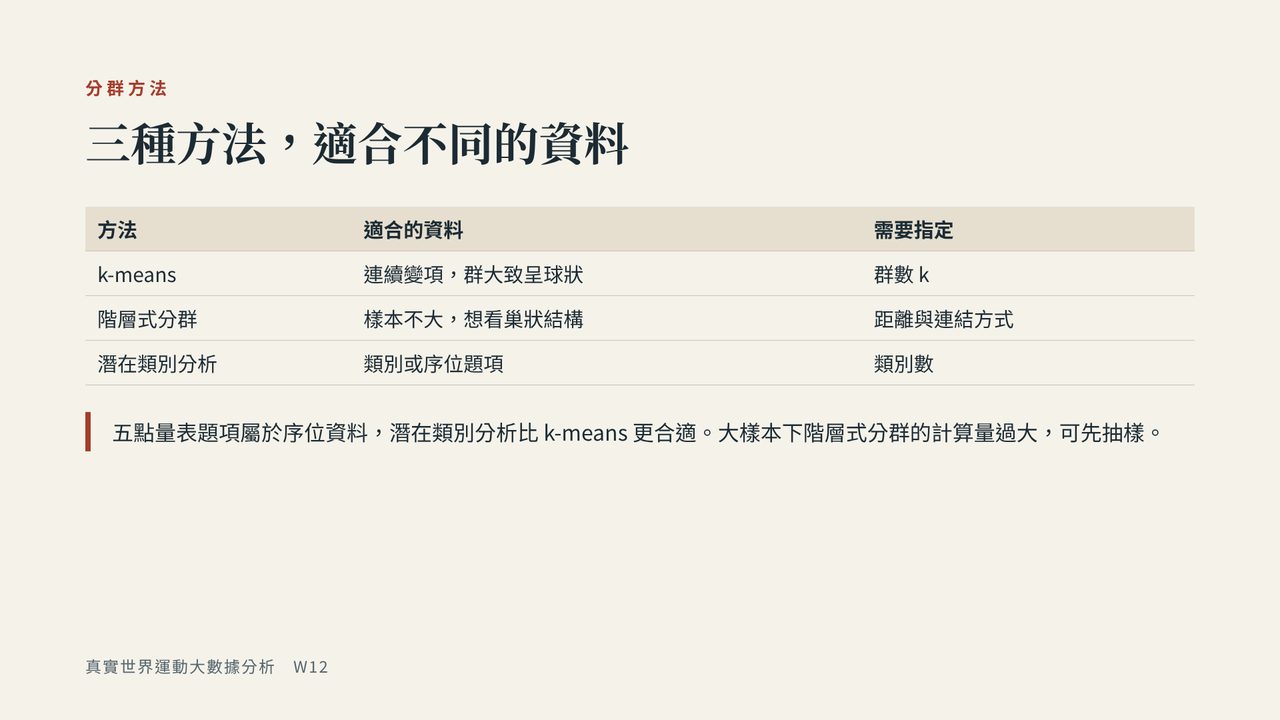 分群方法
三種方法，適合不同的資料
方法 適合的資料 需要指定
k-means 連續變項，群大致呈球狀 群數 k
階層式分群 樣本不大，想看巢狀結構 距離與連結方式
潛在類別分析 類別或序位題項 類別數
五點量表題項屬於序位資料，潛在類別分析比 k-means 更合適。大樣本下階層式分群的計算量過大，可先抽樣。
真實世界運動大數據分析 W12